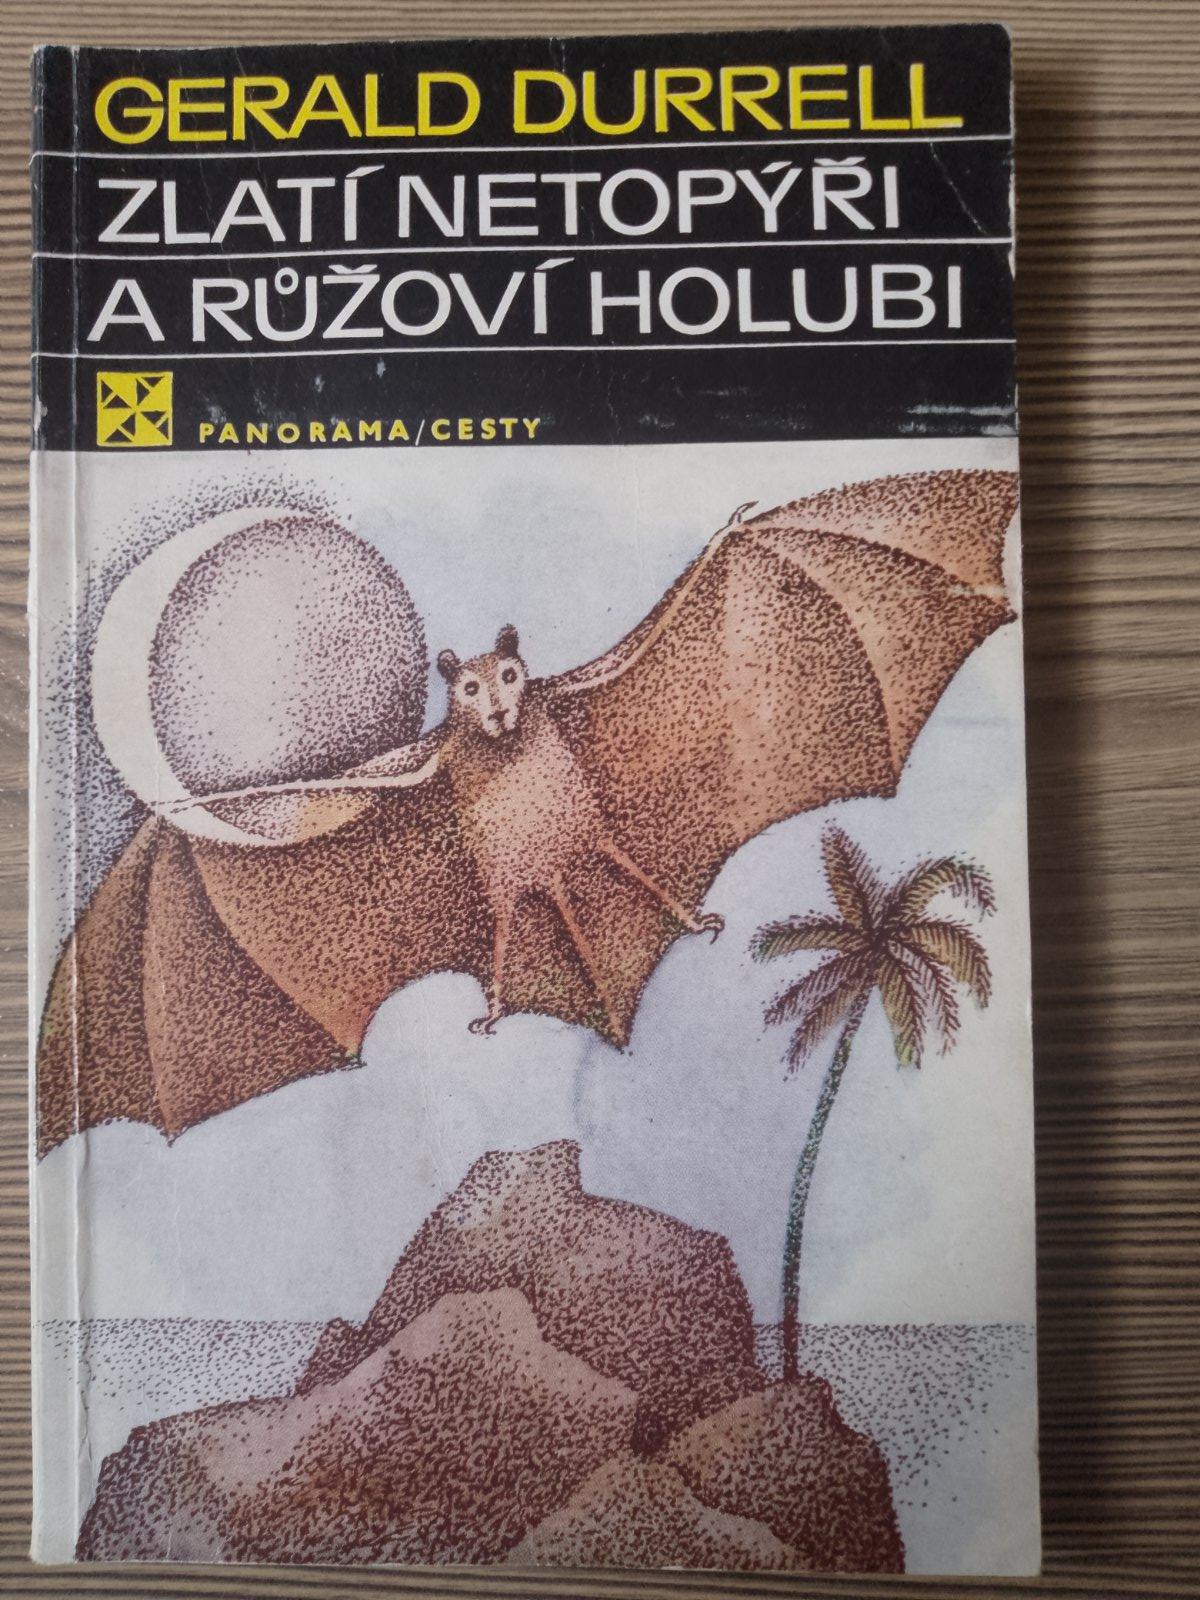 GERALD DURRELL
ZLATÍ NETOPÝŘI
A RŮŽOVÍ HOLUBI
PANORAMA/CESTY